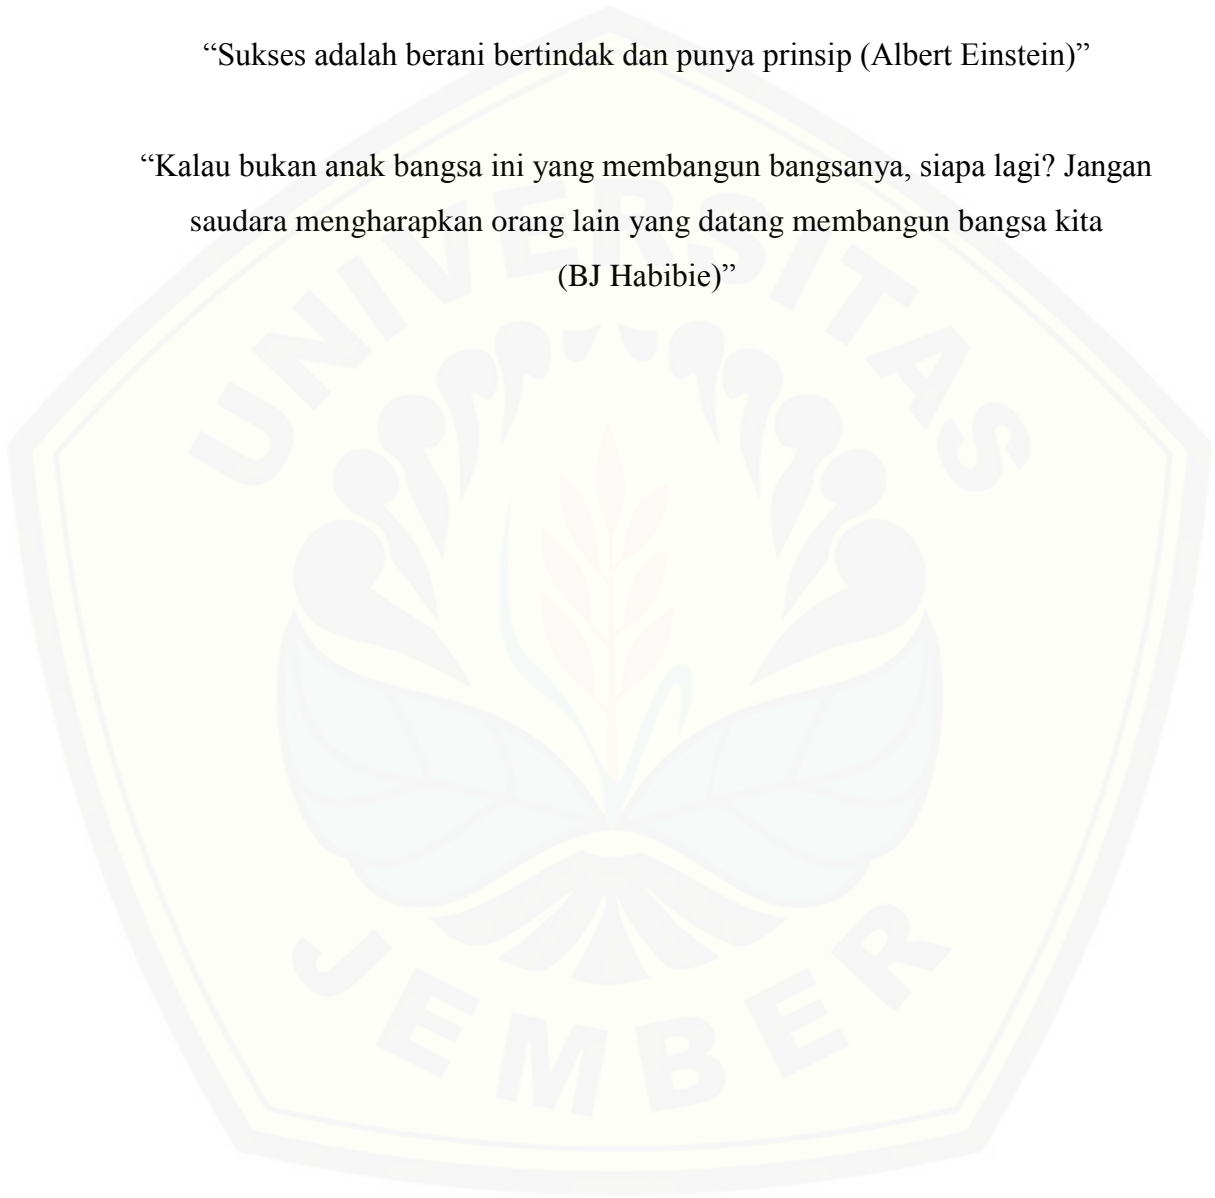 “Sukses adalah berani bertindak dan punya prinsip (Albert Einstein)”
“Kalau bukan anak bangsa ini yang membangun bangsanya, siapa lagi? Jangan
saudara mengharapkan orang lain yang datang membangun bangsa kita
(BJ Habibie)”
UNIVERSITAS
JEMBER